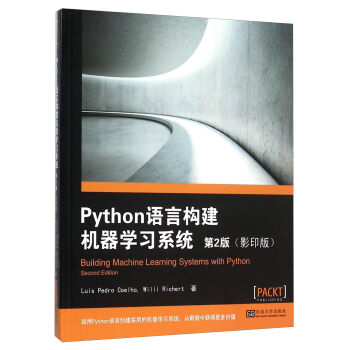 Python语言构建
机器学习系统 第2版（影印版）
Building Machine Learning Systems with Python
Second Edition
Luis Pedro Coelho, Willi Richert 著
[PACKT]
PUBLISHING
东南大学出版社
运用Python语言创建实用的机器学习系统，从数据中获得更多价值